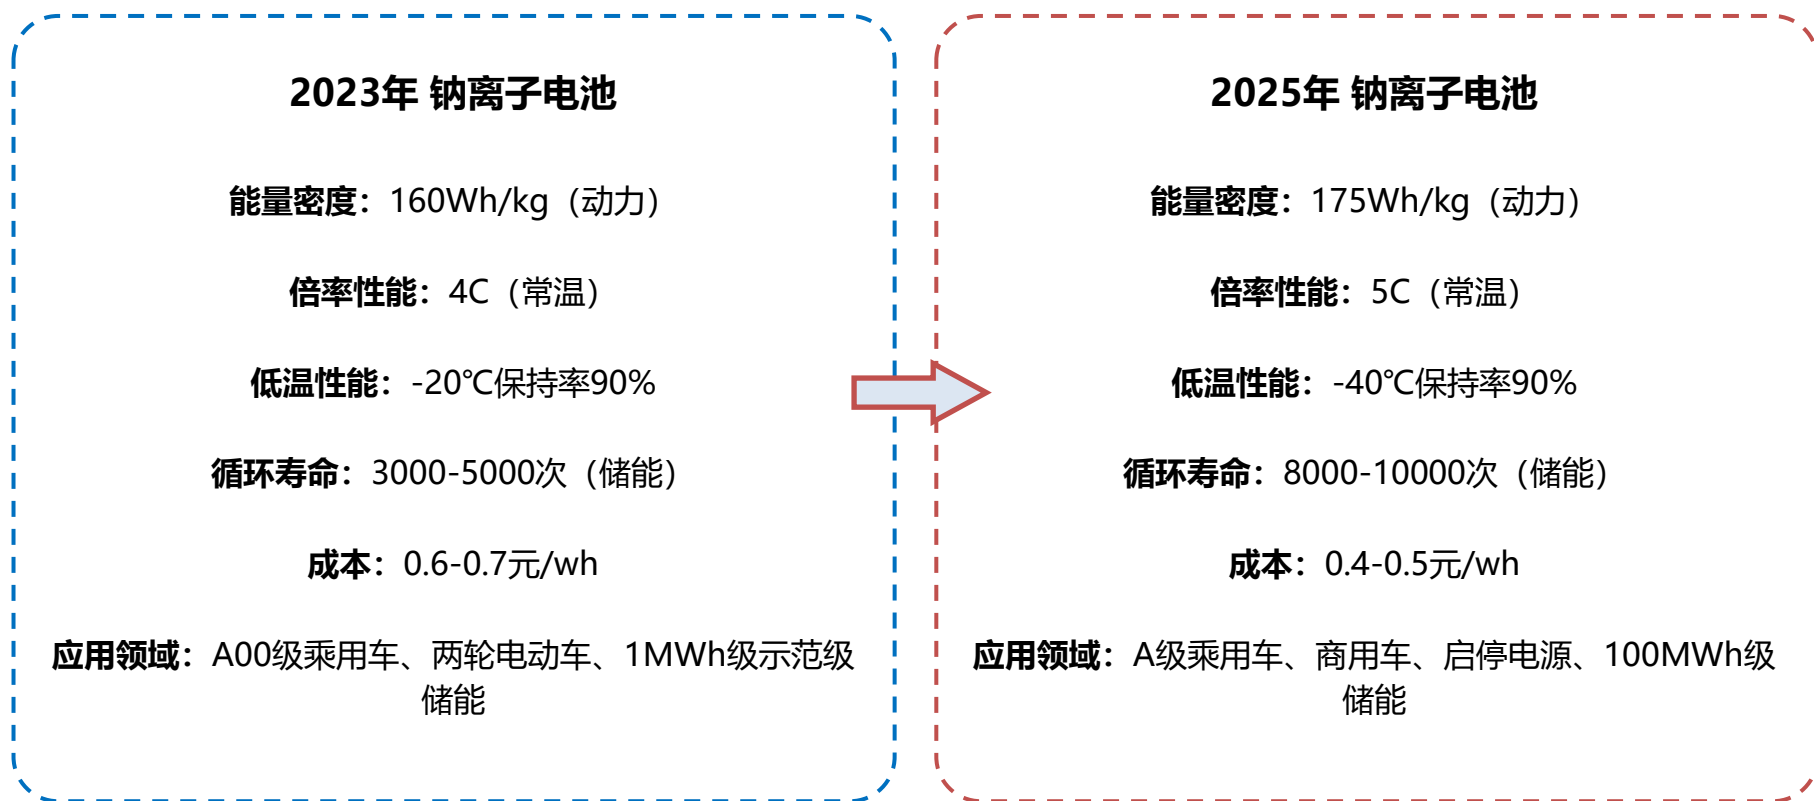 2023年 钠离子电池
能量密度：160Wh/kg（动力）
倍率性能：4C（常温）
低温性能：-20℃保持率90%
循环寿命：3000-5000次（储能）
成本：0.6-0.7元/wh
应用领域：A00级乘用车、两轮电动车、1MWh级示范级
储能
2025年 钠离子电池
能量密度：175Wh/kg（动力）
倍率性能：5C（常温）
低温性能：-40℃保持率90%
循环寿命：8000-10000次（储能）
成本：0.4-0.5元/wh
应用领域：A级乘用车、商用车、启停电源、100MWh级
储能